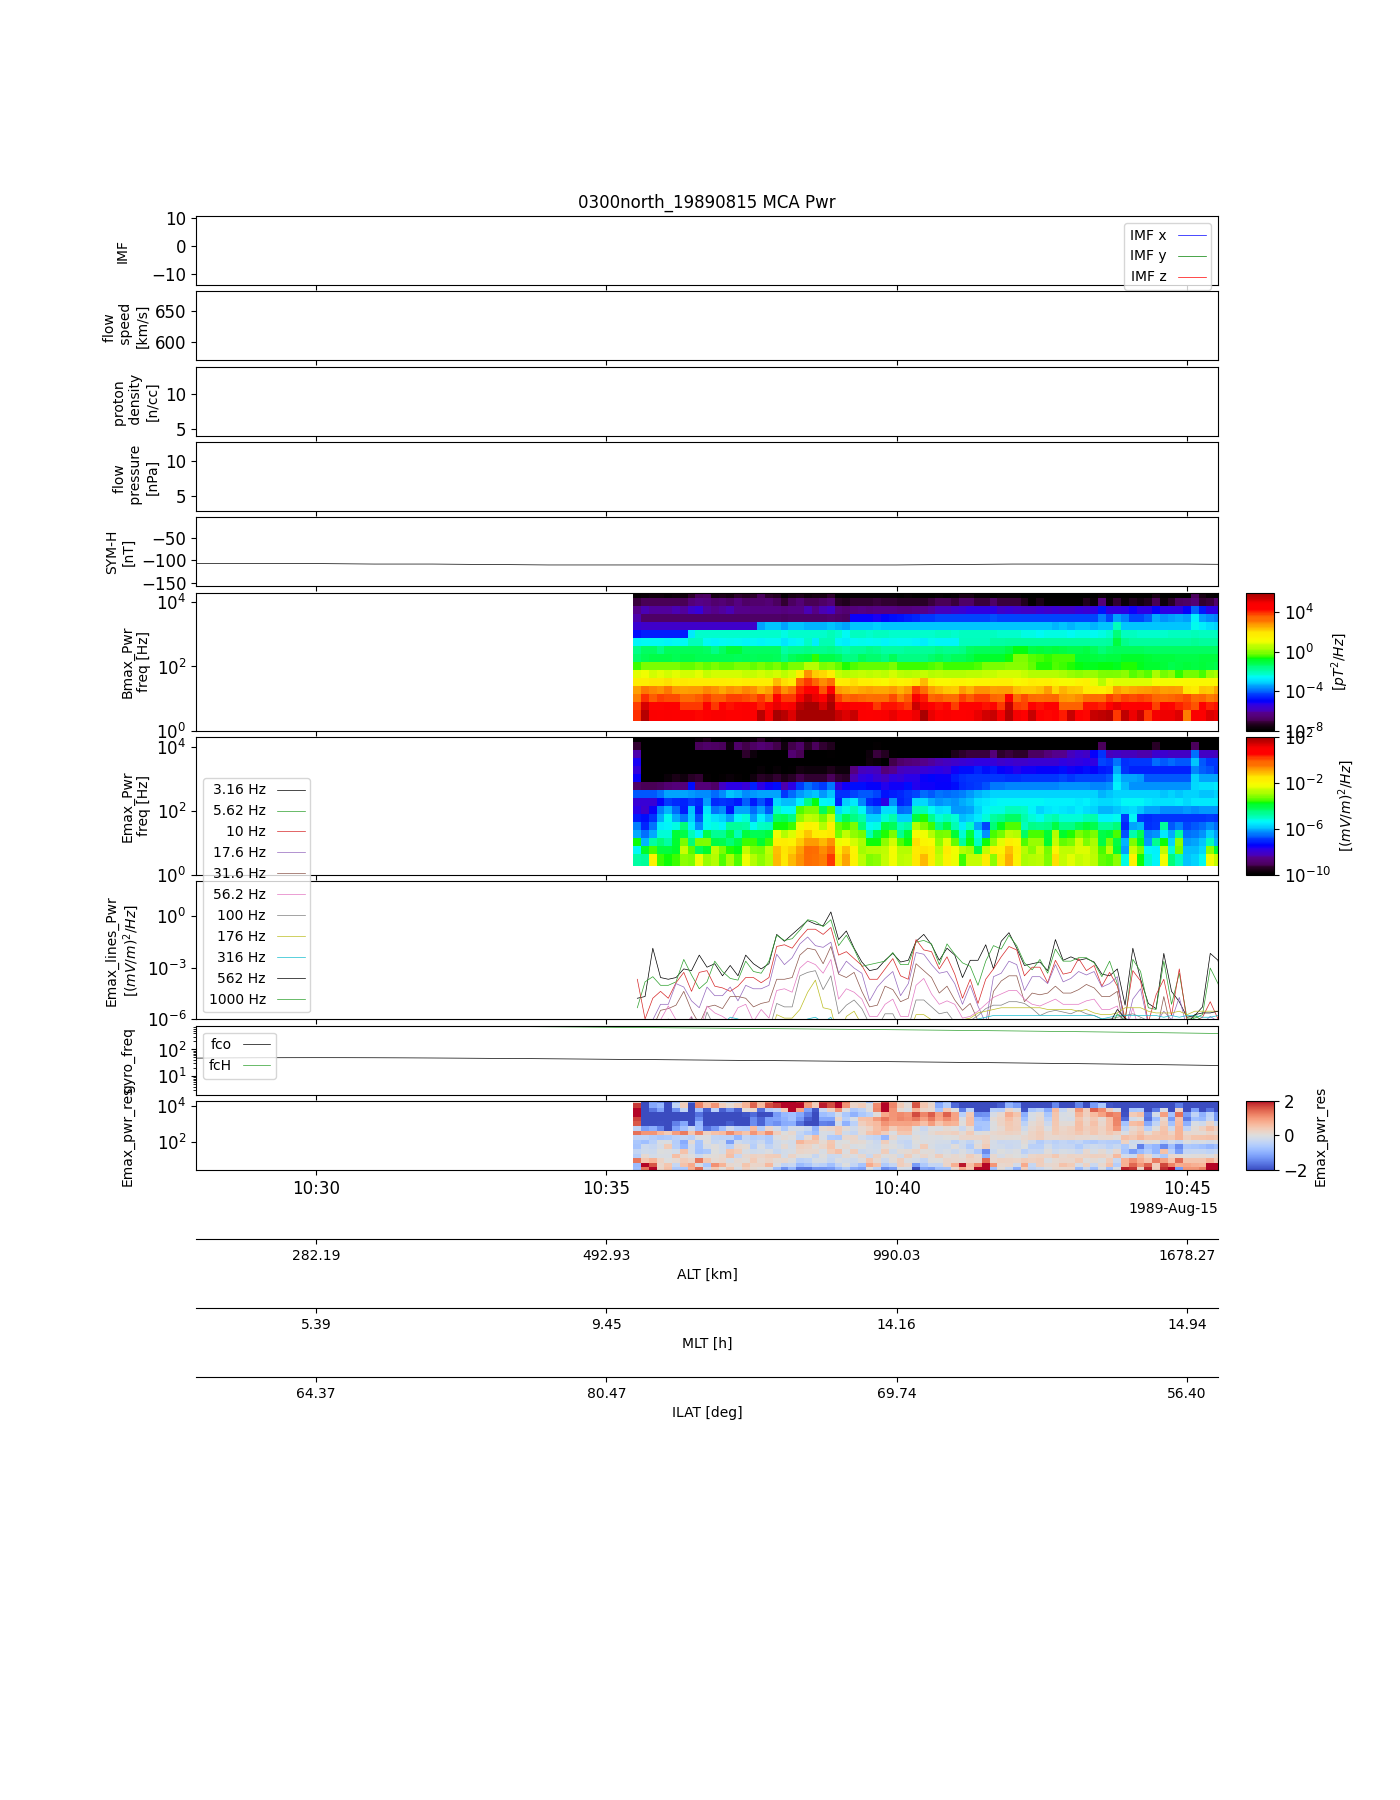 0300north_19890815 MCA Pwr
IMF
10
0
−10
IMF x
IMF y
IMF z
flow
speed
[km/s]
650
600
proton
density
[n/cc]
10
5
flow
pressure
[nPa]
10
5
SYM-H
[nT]
−50
−100
−150
Bmax_Pwr
freq [Hz]
10^4
10^2
10^0
10^4
10^0
10^-4
10^-8
[pT^2/Hz]
Emax_Pwr
freq [Hz]
10^4
10^2
10^0
10^2
10^-2
10^-6
10^-10
[(mV/m)^2/Hz]
3.16 Hz
5.62 Hz
10 Hz
17.6 Hz
31.6 Hz
56.2 Hz
100 Hz
176 Hz
316 Hz
562 Hz
1000 Hz
Emax_lines_Pwr
[(mV/m)^2/Hz]
10^0
10^-3
10^-6
gyro_freq
10^2
10^1
fco
fcH
Emax_pwr_res
10^4
10^2
2
0
−2
Emax_pwr_res
10:30 10:35 10:40 10:45
1989-Aug-15
282.19 492.93 990.03 1678.27
ALT [km]
5.39 9.45 14.16 14.94
MLT [h]
64.37 80.47 69.74 56.40
ILAT [deg]